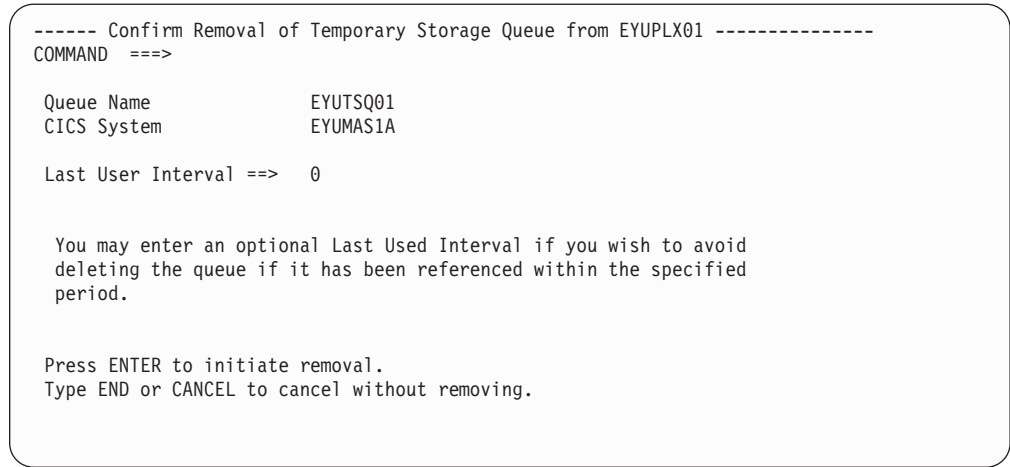 ------ Confirm Removal of Temporary Storage Queue from EYUPLX01 ---------------
COMMAND ===>
Queue Name EYUTSQ01
CICS System EYUMAS1A
Last User Interval ==> 0
You may enter an optional Last Used Interval if you wish to avoid
deleting the queue if it has been referenced within the specified
period.
Press ENTER to initiate removal.
Type END or CANCEL to cancel without removing.